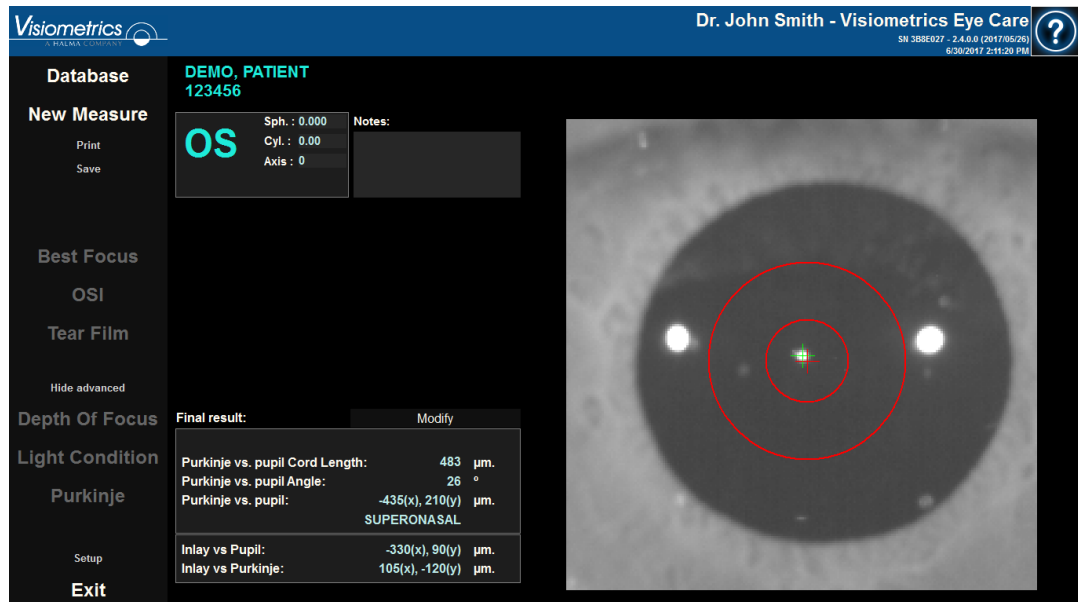 Visiometrics
A HALMA COMPANY
Dr. John Smith - Visiometrics Eye Care
SN 3B8E027 - 2.4.0.0 (2017/05/26)
6/30/2017 2:11:20 PM
?
Database
New Measure
Print
Save
Best Focus
OSI
Tear Film
Hide advanced
Depth Of Focus
Light Condition
Purkinje
Setup
Exit
DEMO, PATIENT
123456
OS
Sph. : 0.000
Cyl. : 0.00
Axis : 0
Notes:
Final result: Modify
Purkinje vs. pupil Cord Length: 483 µm.
Purkinje vs. pupil Angle: 26 º
Purkinje vs. pupil: -435(x), 210(y) µm.
SUPERONASAL
Inlay vs Pupil: -330(x), 90(y) µm.
Inlay vs Purkinje: 105(x), -120(y) µm.